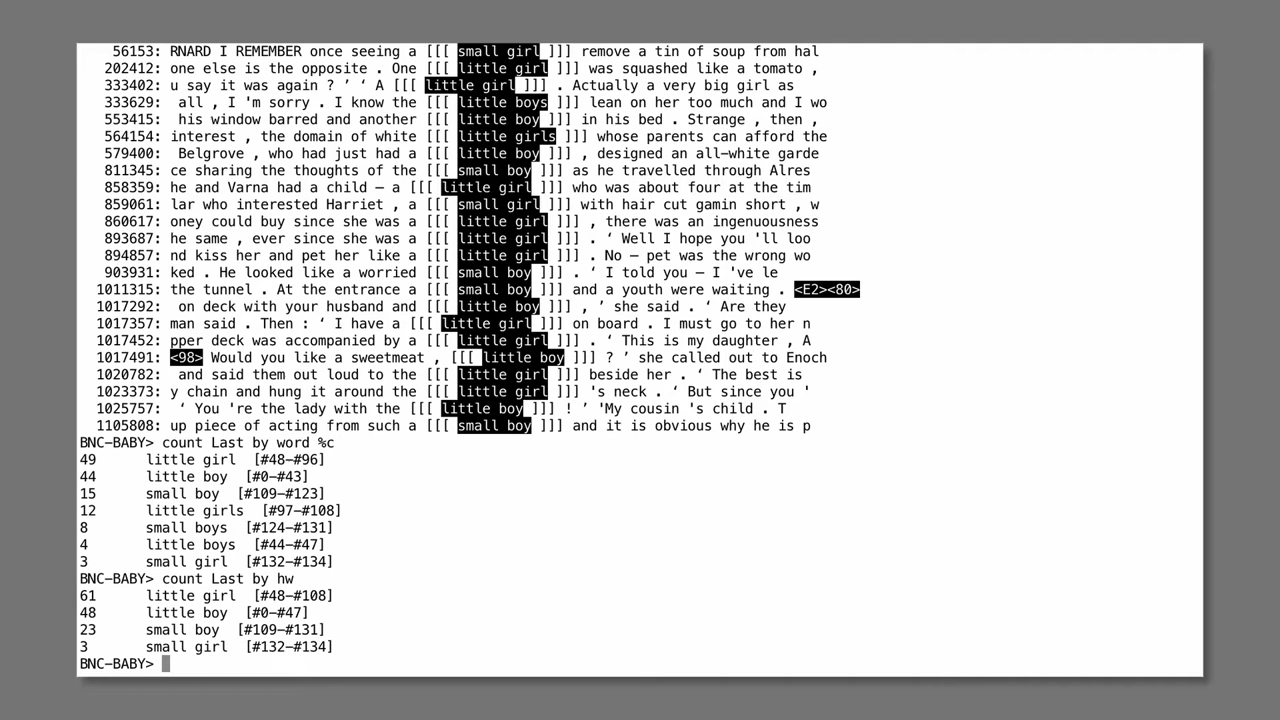 56153: RNARD I REMEMBER once seeing a [[[ small girl ]]] remove a tin of soup from hal
202412: one else is the opposite . One [[[ little girl ]]] was squashed like a tomato ,
333402: u say it was again ? ’ ‘ A [[[ little girl ]]] . Actually a very big girl as
333629: all , I 'm sorry . I know the [[[ little boys ]]] lean on her too much and I wo
553415: his window barred and another [[[ little boy ]]] in his bed . Strange , then ,
564154: interest , the domain of white [[[ little girls ]]] whose parents can afford the
579400: Belgrove , who had just had a [[[ little boy ]]] , designed an all-white garde
811345: ce sharing the thoughts of the [[[ small boy ]]] as he travelled through Alres
858359: he and Varna had a child — a [[[ little girl ]]] who was about four at the tim
859061: lar who interested Harriet , a [[[ small girl ]]] with hair cut gamin short , w
860617: oney could buy since she was a [[[ little girl ]]] , there was an ingenuousness
893687: he same , ever since she was a [[[ little girl ]]] . ‘ Well I hope you 'll loo
894857: nd kiss her and pet her like a [[[ little girl ]]] . No — pet was the wrong wo
903931: ked . He looked like a worried [[[ small boy ]]] . ‘ I told you — I 've le
1011315: the tunnel . At the entrance a [[[ small boy ]]] and a youth were waiting . <E2><80>
1017292: on deck with your husband and [[[ little boy ]]] , ’ she said . ‘ Are they
1017357: man said . Then : ‘ I have a [[[ little girl ]]] on board . I must go to her n
1017452: pper deck was accompanied by a [[[ little girl ]]] . ‘ This is my daughter , A
1017491: <98> Would you like a sweetmeat , [[[ little boy ]]] ? ’ she called out to Enoch
1020782: and said them out loud to the [[[ little girl ]]] beside her . ‘ The best is
1023373: y chain and hung it around the [[[ little girl ]]] 's neck . ‘ But since you '
1025757: ‘ You 're the lady with the [[[ little boy ]]] ! ’ 'My cousin 's child . T
1105808: up piece of acting from such a [[[ small boy ]]] and it is obvious why he is p
BNC-BABY> count Last by word %c
49 little girl [#48-#96]
44 little boy [#0-#43]
15 small boy [#109-#123]
12 little girls [#97-#108]
8 small boys [#124-#131]
4 little boys [#44-#47]
3 small girl [#132-#134]
BNC-BABY> count Last by hw
61 little girl [#48-#108]
48 little boy [#0-#47]
23 small boy [#109-#131]
3 small girl [#132-#134]
BNC-BABY>